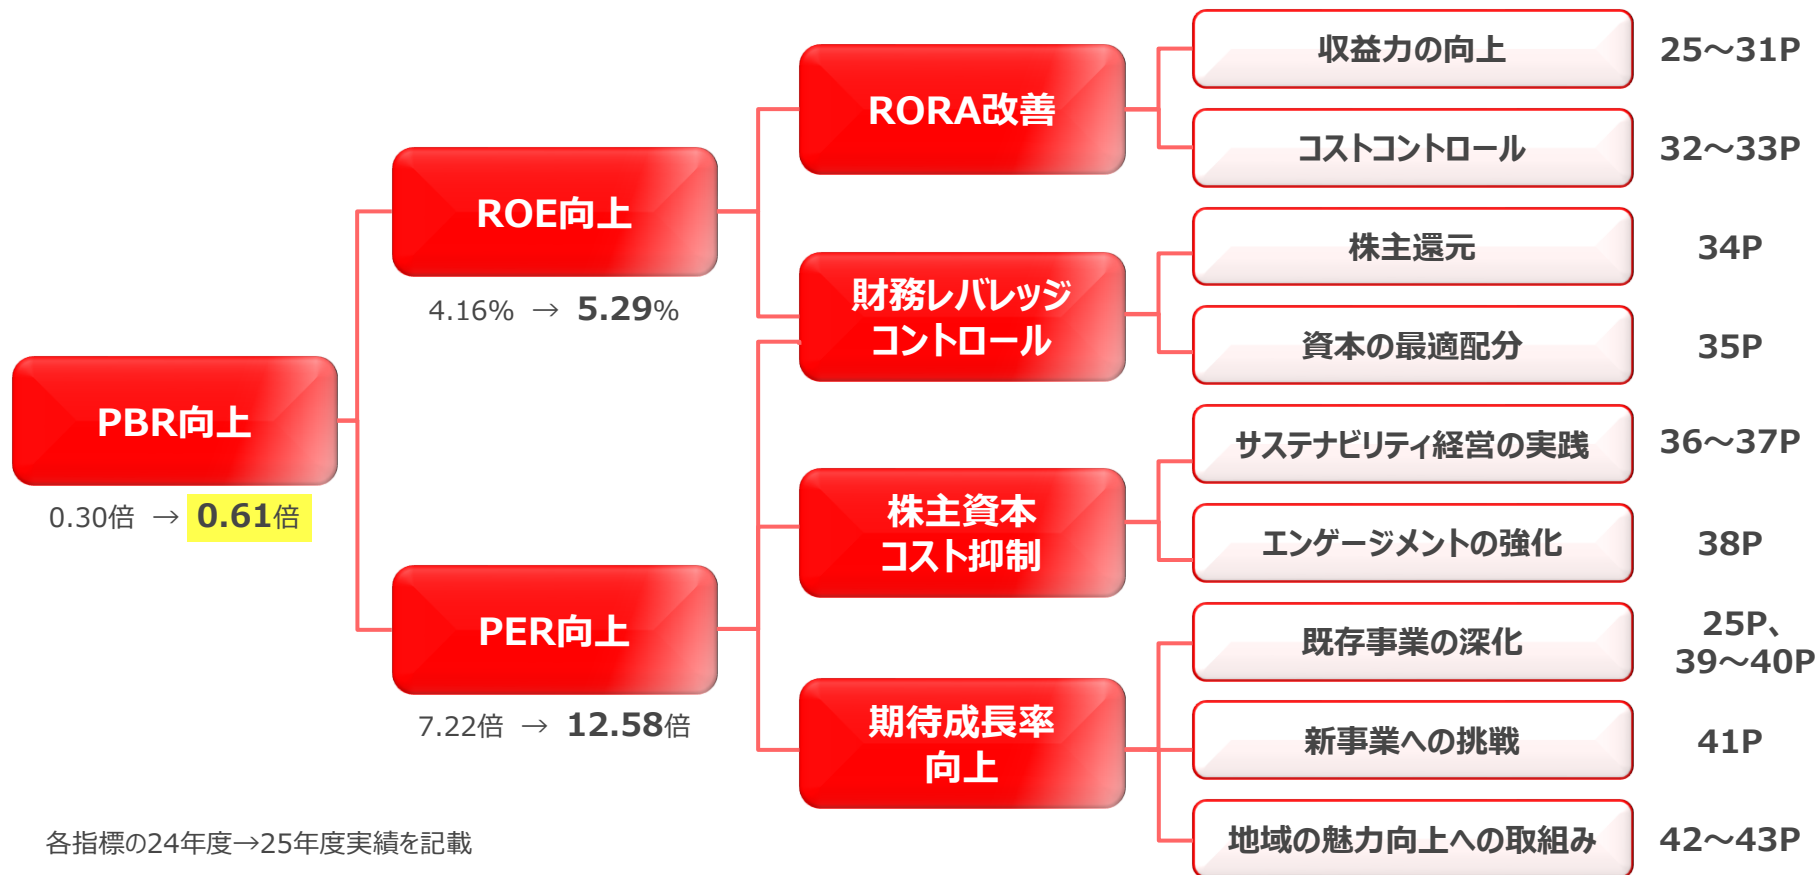 PBR向上
0.30倍 → 0.61倍
ROE向上
4.16% → 5.29%
PER向上
7.22倍 → 12.58倍
RORA改善
財務レバレッジ
コントロール
株主資本
コスト抑制
期待成長率
向上
収益力の向上 25～31P
コストコントロール 32～33P
株主還元 34P
資本の最適配分 35P
サステナビリティ経営の実践 36～37P
エンゲージメントの強化 38P
既存事業の深化 25P、
39～40P
新事業への挑戦 41P
地域の魅力向上への取組み 42～43P
各指標の24年度→25年度実績を記載